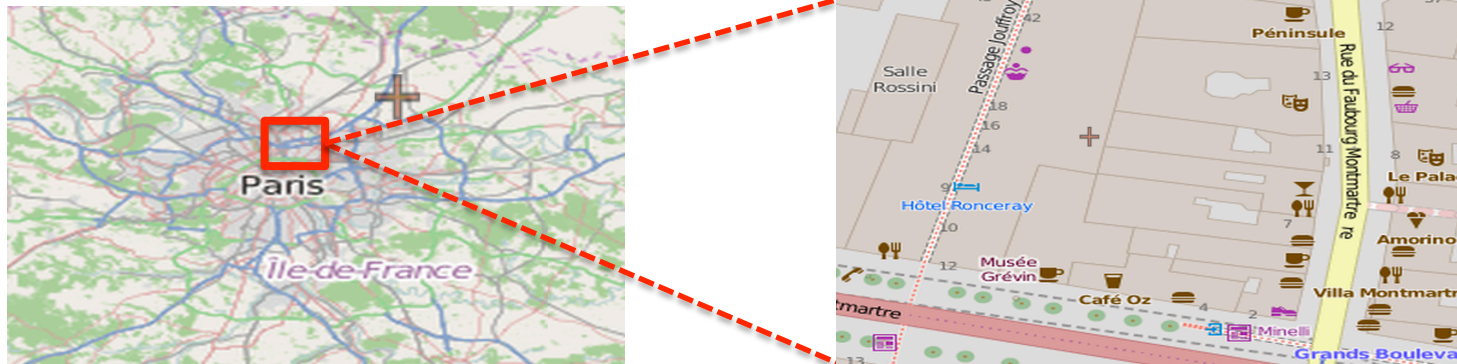 Paris
Île-de-France
42
Passage Jouffroy
Salle
Rossini
18
16
14
9
Hôtel Ronceray
10
12
Musée
Grévin
Café Oz
4
2
Minelli
Grands Bouleva
tmartre
13
Péninsule
12
Rue du Faubourg Montmartre
re
13
11
8
Le Pala
7
Amorino
Villa Montmartr